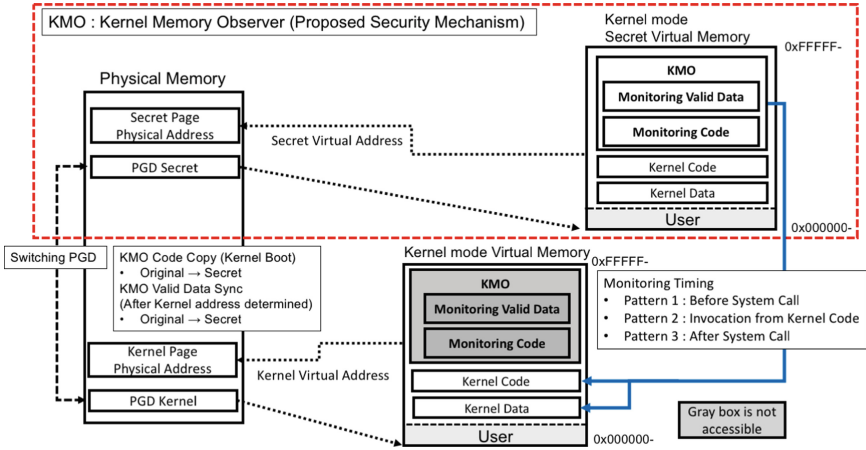 KMO : Kernel Memory Observer (Proposed Security Mechanism)
Kernel mode
Secret Virtual Memory
0xFFFFF-
KMO
Monitoring Valid Data
Monitoring Code
Kernel Code
Kernel Data
User
0x000000-
Physical Memory
Secret Page
Physical Address
Secret Virtual Address
PGD Secret
Switching PGD
KMO Code Copy (Kernel Boot)
• Original → Secret
KMO Valid Data Sync
(After Kernel address determined)
• Original → Secret
Kernel Page
Physical Address
Kernel Virtual Address
PGD Kernel
Kernel mode Virtual Memory
0xFFFFF-
KMO
Monitoring Valid Data
Monitoring Code
Kernel Code
Kernel Data
User
0x000000-
Monitoring Timing
• Pattern 1 : Before System Call
• Pattern 2 : Invocation from Kernel Code
• Pattern 3 : After System Call
Gray box is not
accessible